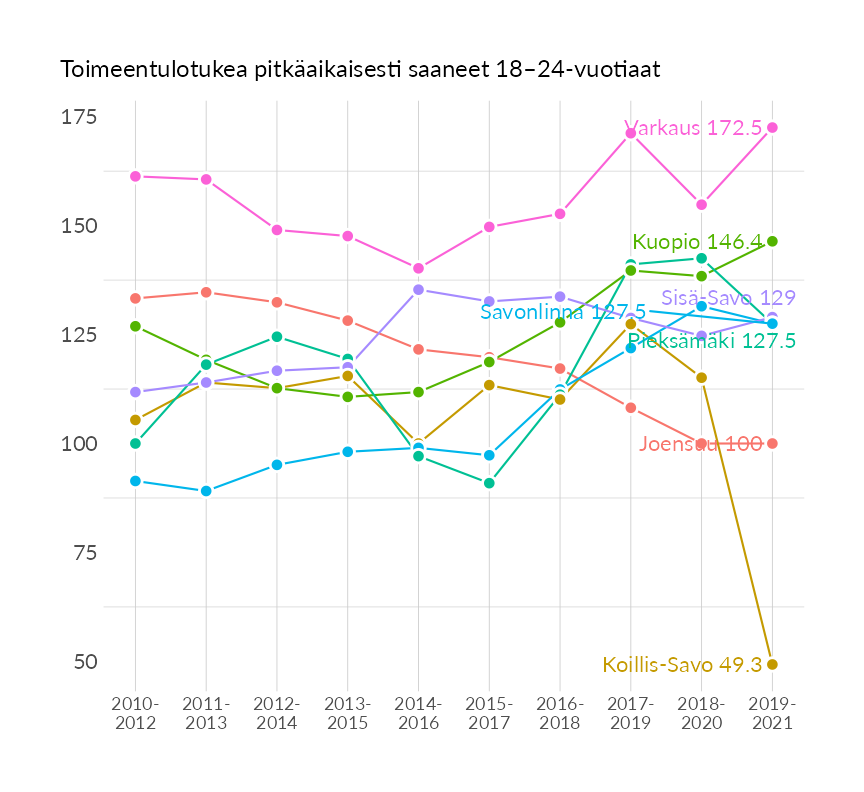 Toimeentulotukea pitkäaikaisesti saaneet 18–24-vuotiaat
175
Varkaus 172.5
150
Kuopio 146.4
Sisä-Savo 129
Savonlinna 127.5
125
Pieksämäki 127.5
100
Joensuu 100
75
50
Koillis-Savo 49.3
2010- 2011- 2012- 2013- 2014- 2015- 2016- 2017- 2018- 2019-
2012 2013 2014 2015 2016 2017 2018 2019 2020 2021